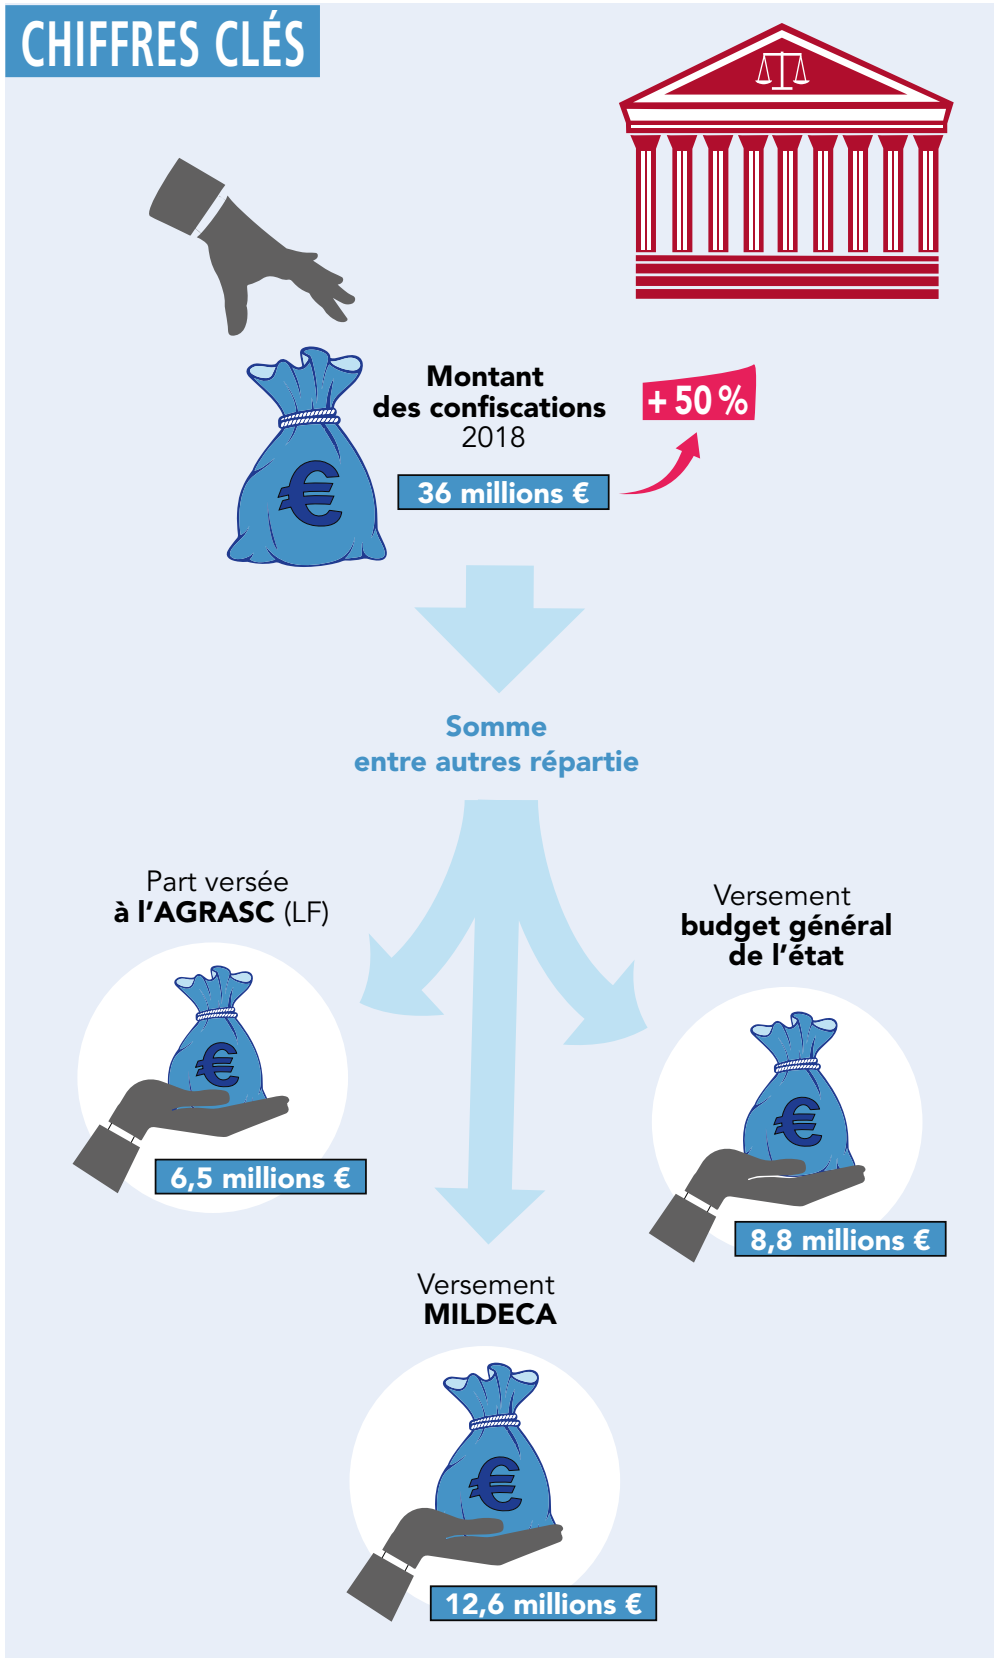 CHIFFRES CLÉS
Montant
des confiscations
2018
+ 50 %
36 millions €
€
Somme
entre autres répartie
Part versée
à l'AGRASC (LF)
€
6,5 millions €
Versement
budget général
de l'état
€
8,8 millions €
Versement
MILDECA
€
12,6 millions €